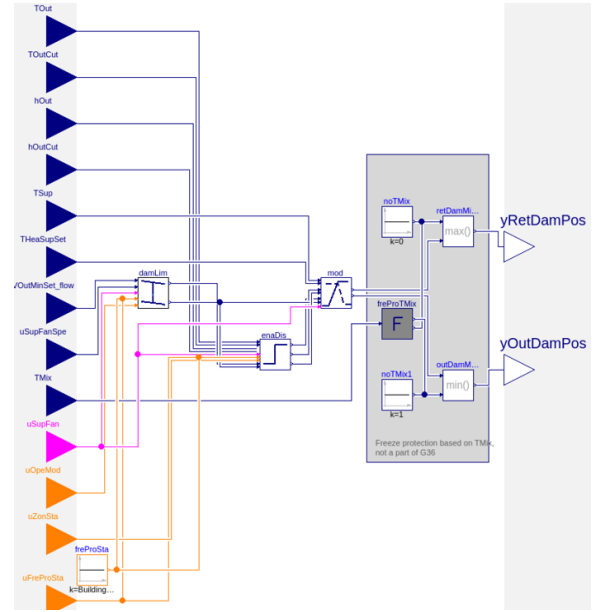 TOut
TOutCut
hOut
hOutCut
TSup
THeaSupSet
VOutMinSet_flow
uSupFanSpe
TMix
uSupFan
uOpeMod
uZonSta
freProSta
k=Building...
uFreProSta
damLim
enaDis
mod
noTMix
k=0
retDamMi...
max()
freProTMix
F
noTMix1
k=1
outDamM...
min()
Freeze protection based on TMix,
not a part of G36
yRetDamPos
yOutDamPos